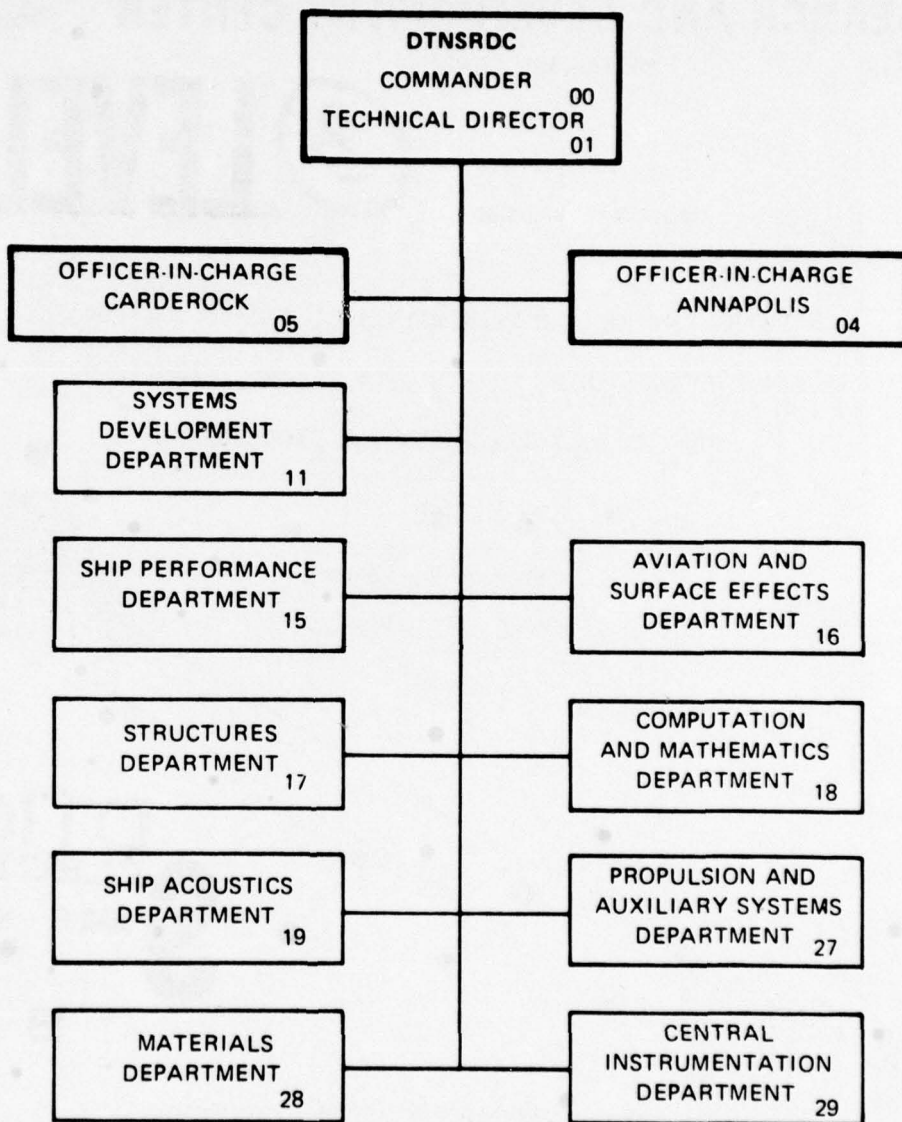 DTNSRDC
COMMANDER
00
TECHNICAL DIRECTOR
01
OFFICER-IN-CHARGE
CARDEROCK
05
OFFICER-IN-CHARGE
ANNAPOLIS
04
SYSTEMS
DEVELOPMENT
DEPARTMENT
11
SHIP PERFORMANCE
DEPARTMENT
15
AVIATION AND
SURFACE EFFECTS
DEPARTMENT
16
STRUCTURES
DEPARTMENT
17
COMPUTATION
AND MATHEMATICS
DEPARTMENT
18
SHIP ACOUSTICS
DEPARTMENT
19
PROPULSION AND
AUXILIARY SYSTEMS
DEPARTMENT
27
MATERIALS
DEPARTMENT
28
CENTRAL
INSTRUMENTATION
DEPARTMENT
29